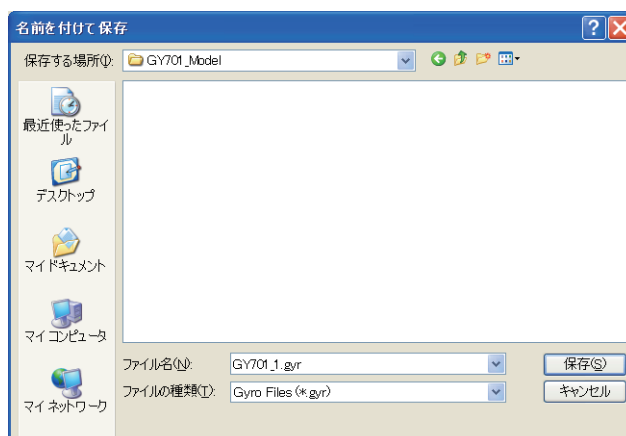 名前を付けて保存
保存する場所(I):
GY701_Model
最近使ったファイ
ル
デスクトップ
マイドキュメント
マイ コンピュータ
マイ ネットワーク
ファイル名(N):
GY701_1.gyr
保存(S)
ファイルの種類(T):
Gyro Files (*.gyr)
キャンセル